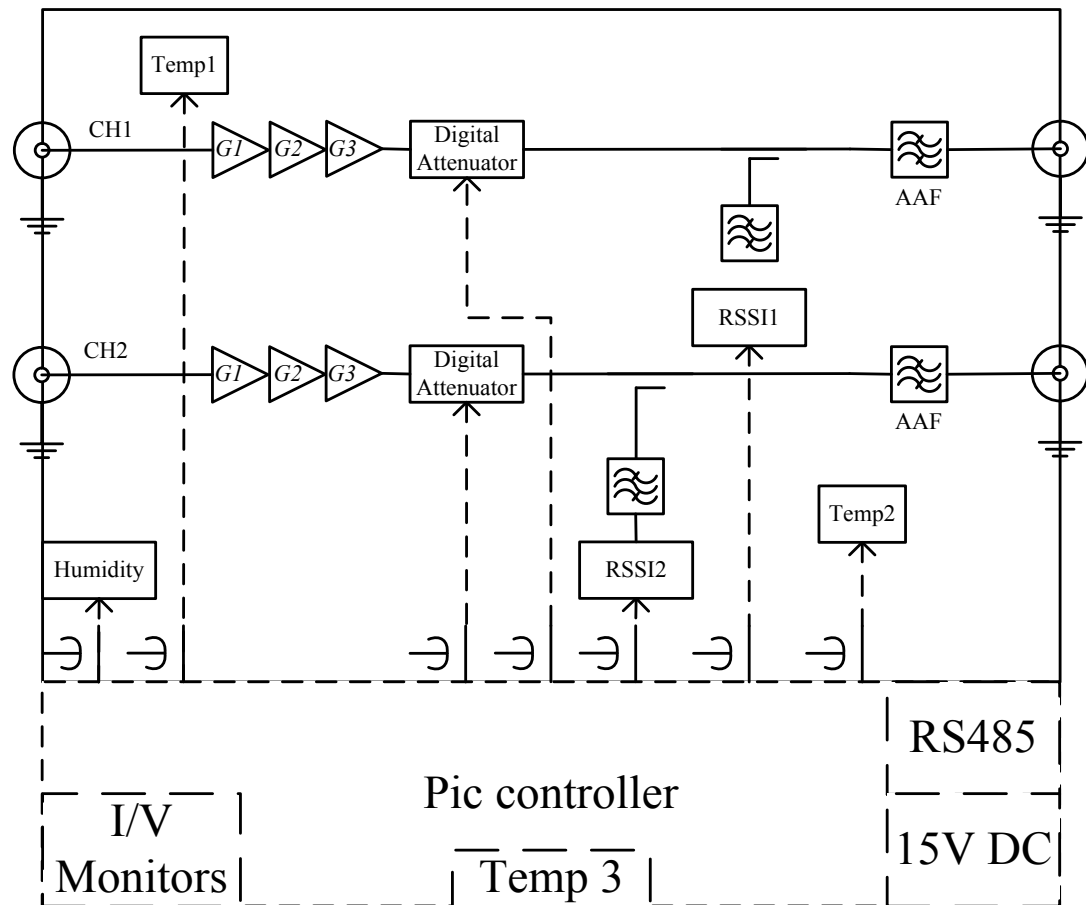 Temp1
CH1
G1 G2 G3
Digital
Attenuator
AAF
RSSI1
CH2
G1 G2 G3
Digital
Attenuator
AAF
Temp2
Humidity
RSSI2
RS485
Pic controller
I/V
Monitors
15V DC
Temp 3